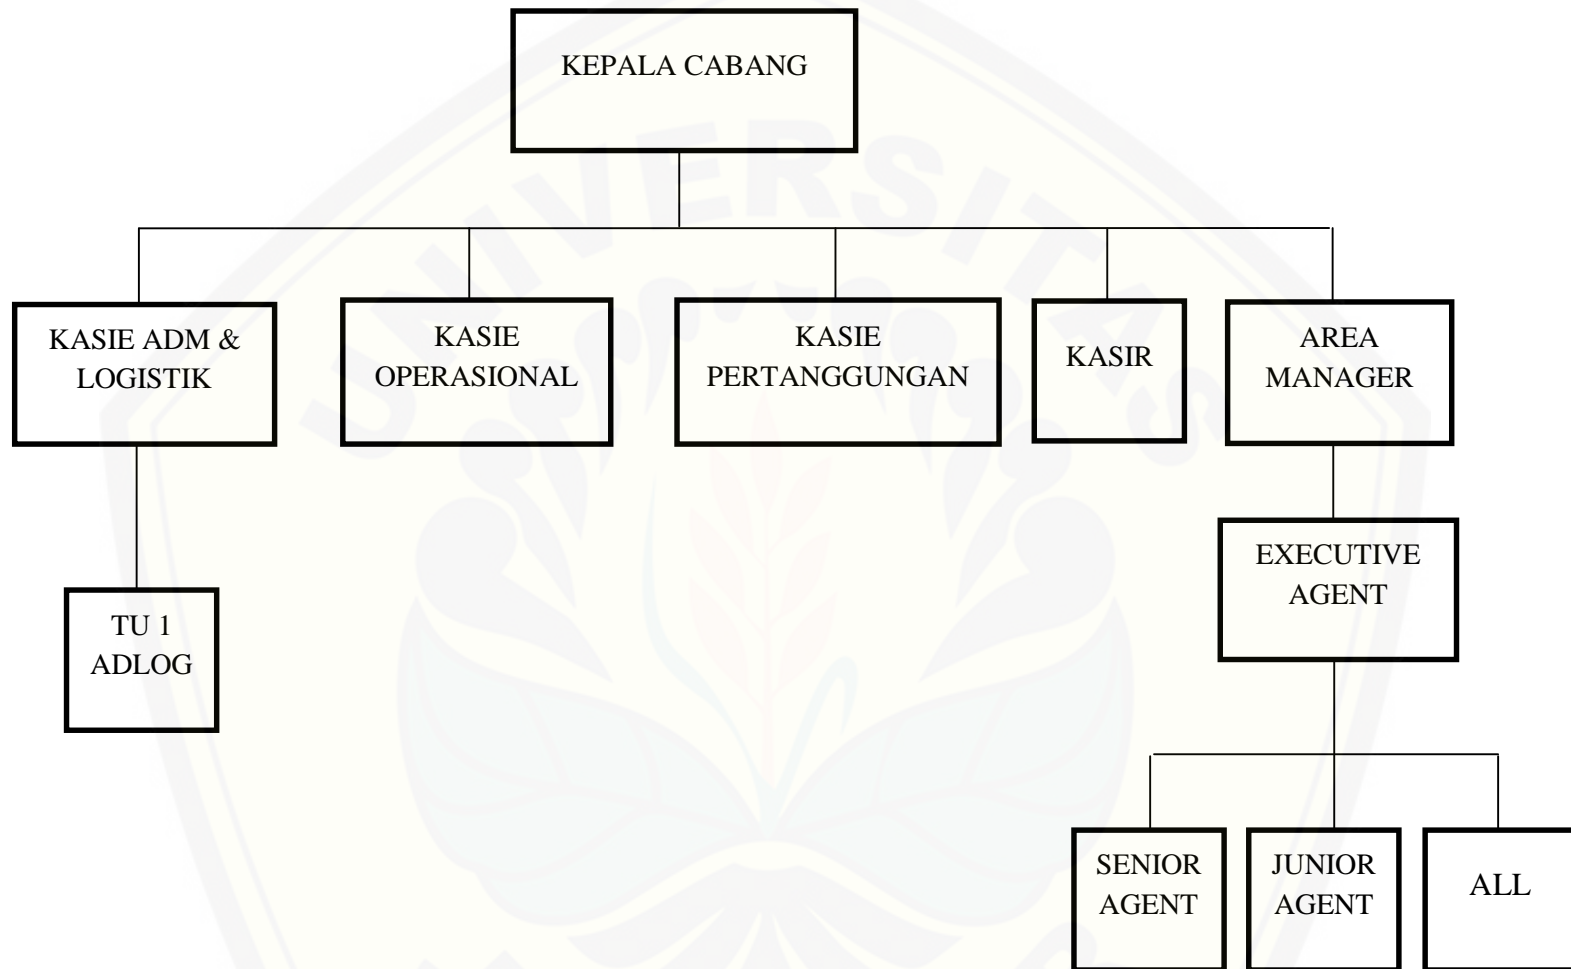 UNIVERSITAS
KEPALA CABANG
KASIE ADM &
LOGISTIK
KASIE
OPERASIONAL
KASIE
PERTANGGUNGAN
KASIR
AREA
MANAGER
EXECUTIVE
AGENT
TU 1
ADLOG
SENIOR
AGENT
JUNIOR
AGENT
ALL